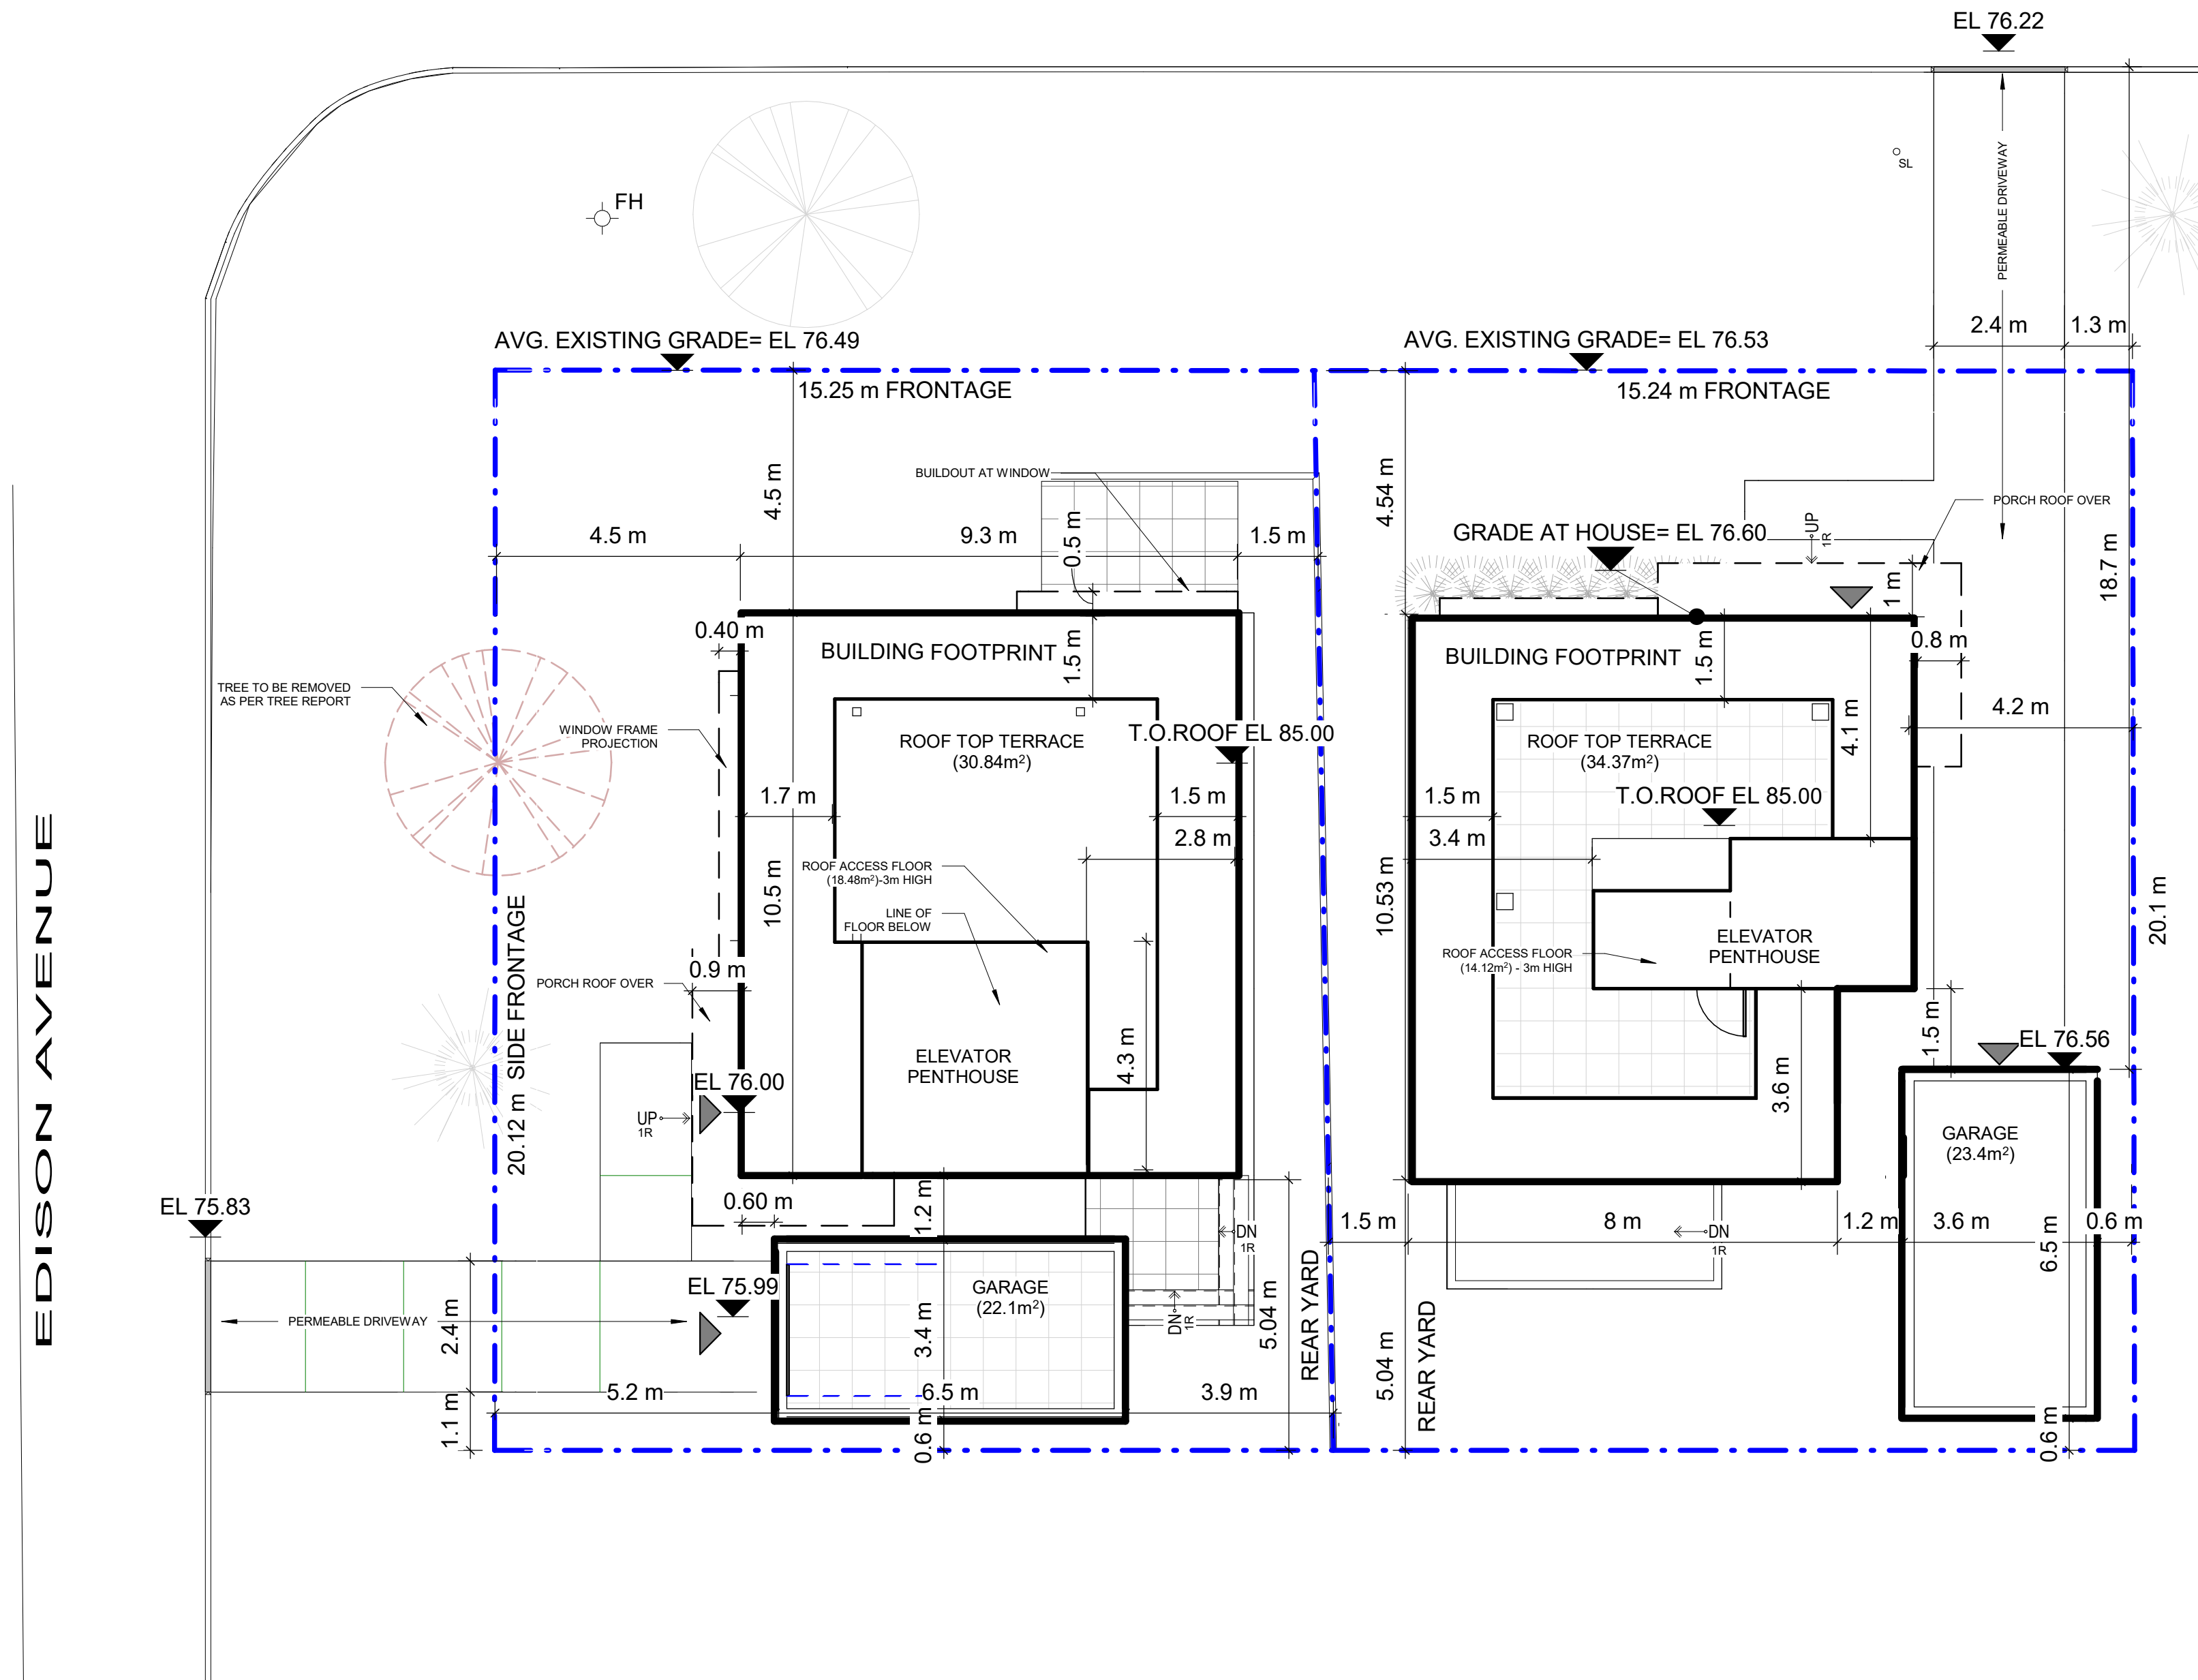 EL 76.22
SL
PERMEABLE DRIVEWAY
FH
2.4 m
1.3 m
AVG. EXISTING GRADE= EL 76.49
AVG. EXISTING GRADE= EL 76.53
15.25 m FRONTAGE
15.24 m FRONTAGE
BUILDOUT AT WINDOW
4.5 m
4.54 m
PORCH ROOF OVER
4.5 m
9.3 m
0.5 m
1.5 m
GRADE AT HOUSE= EL 76.60
UP
1R
18.7 m
1 m
0.40 m
BUILDING FOOTPRINT
1.5 m
BUILDING FOOTPRINT
1.5 m
0.8 m
TREE TO BE REMOVED
AS PER TREE REPORT
WINDOW FRAME
PROJECTION
ROOF TOP TERRACE
(30.84m²)
T.O.ROOF EL 85.00
ROOF TOP TERRACE
(34.37m²)
4.1 m
4.2 m
1.7 m
1.5 m
2.8 m
1.5 m
T.O.ROOF EL 85.00
3.4 m
ROOF ACCESS FLOOR
(18.48m²)-3m HIGH
10.5 m
LINE OF
FLOOR BELOW
10.53 m
20.1 m
EDISON AVENUE
20.12 m SIDE FRONTAGE
0.9 m
PORCH ROOF OVER
ROOF ACCESS FLOOR
(14.12m²) - 3m HIGH
ELEVATOR
PENTHOUSE
ELEVATOR
PENTHOUSE
4.3 m
1.5 m
EL 76.56
3.6 m
EL 76.00
UP
1R
GARAGE
(23.4m²)
EL 75.83
0.60 m
1.2 m
DN
1R
1.5 m
8 m
DN
1R
1.2 m
3.6 m
6.5 m
0.6 m
EL 75.99
GARAGE
(22.1m²)
PERMEABLE DRIVEWAY
2.4 m
3.4 m
DN
1R
5.04 m
REAR YARD
5.04 m
REAR YARD
5.2 m
6.5 m
3.9 m
1.1 m
0.6 m
0.6 m